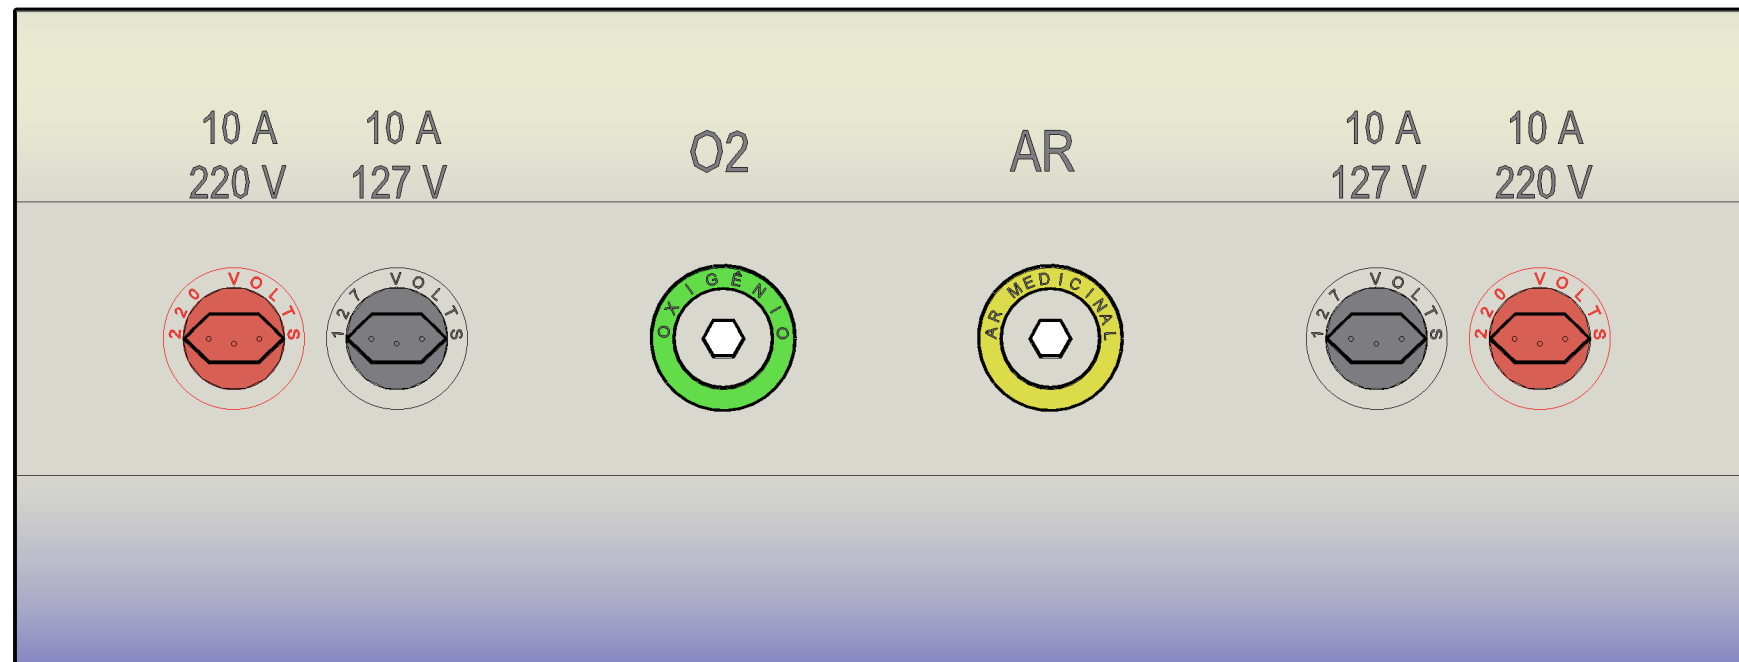 10 A
220 V
10 A
127 V
O2
AR
10 A
127 V
10 A
220 V
220 VOLTS
127 VOLTS
OXIGÊNIO
AR MEDICINAL
127 VOLTS
220 VOLTS